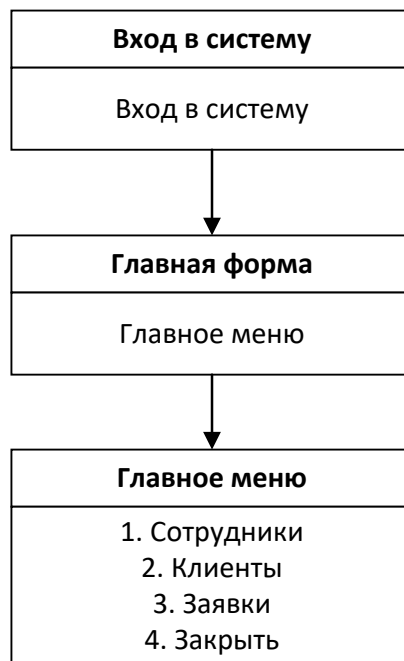 Вход в систему
Вход в систему
Главная форма
Главное меню
Главное меню
1. Сотрудники
2. Клиенты
3. Заявки
4. Закрыть